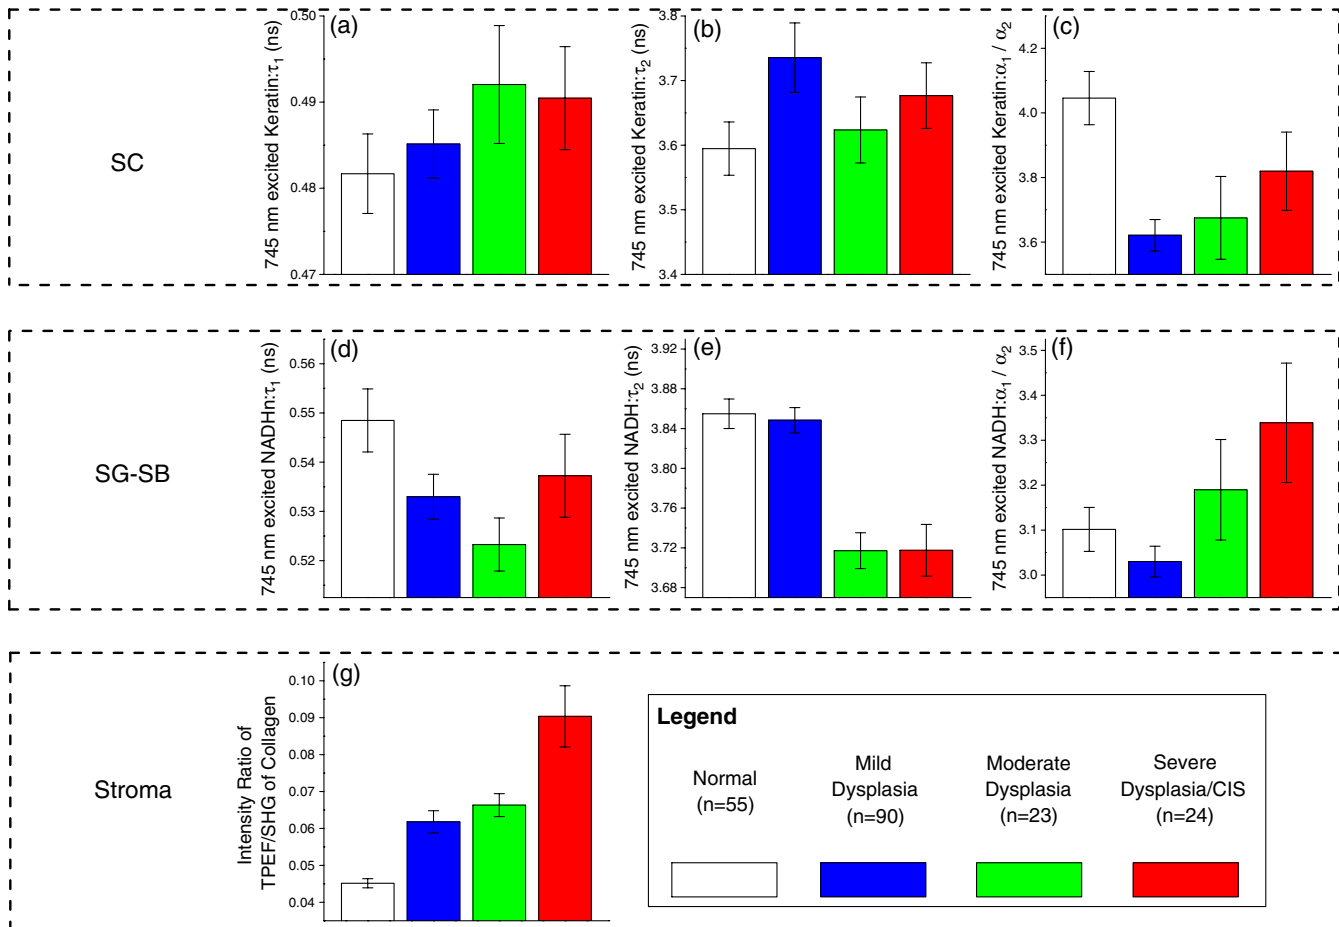 SC
(a)
745 nm excited Keratin:τ1 (ns)
0.50
0.49
0.48
0.47
(b)
745 nm excited Keratin:τ2 (ns)
3.8
3.7
3.6
3.5
3.4
(c)
745 nm excited Keratin:α1 / α2
4.2
4.0
3.8
3.6
SG-SB
(d)
745 nm excited NADHn:τ1 (ns)
0.56
0.55
0.54
0.53
0.52
(e)
745 nm excited NADH:τ2 (ns)
3.92
3.88
3.84
3.80
3.76
3.72
3.68
(f)
745 nm excited NADH:α1 / α2
3.5
3.4
3.3
3.2
3.1
3.0
Stroma
(g)
Intensity Ratio of
TPEF/SHG of Collagen
0.10
0.09
0.08
0.07
0.06
0.05
0.04
Legend
Normal
(n=55)
Mild
Dysplasia
(n=90)
Moderate
Dysplasia
(n=23)
Severe
Dysplasia/CIS
(n=24)